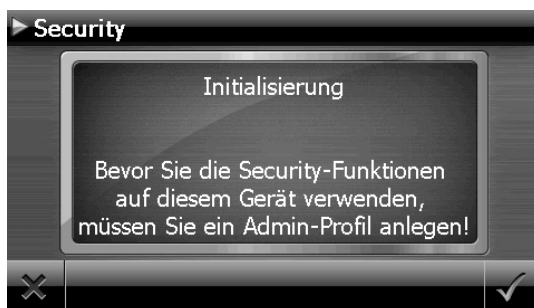 Security
Initialisierung
Bevor Sie die Security-Funktionen
auf diesem Gerät verwenden,
müssen Sie ein Admin-Profil anlegen!